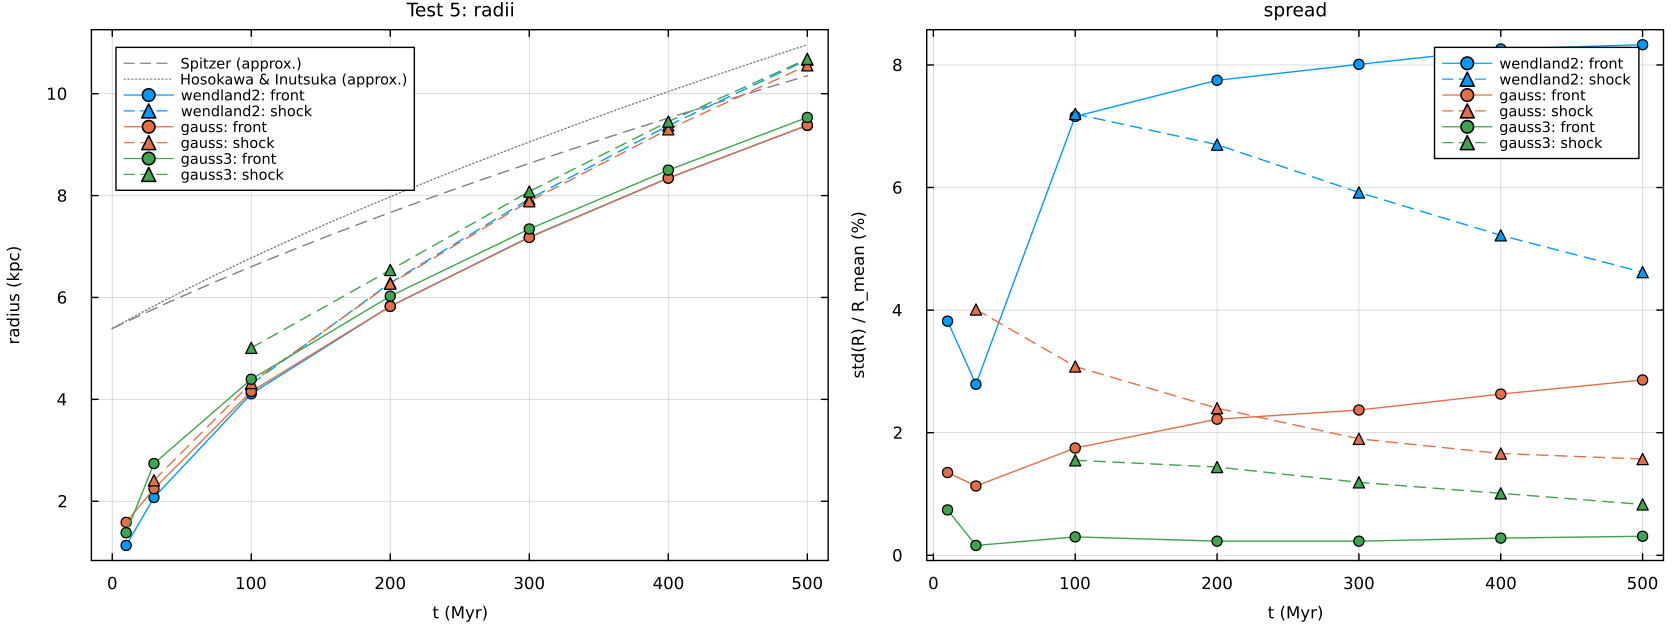 Test 5: radii
radius (kpc)
10
8
6
4
2
Spitzer (approx.)
Hosokawa & Inutsuka (approx.)
wendland2: front
wendland2: shock
gauss: front
gauss: shock
gauss3: front
gauss3: shock
0 100 200 300 400 500
t (Myr)
spread
std(R) / R_mean (%)
8
6
4
2
0
wendland2: front
wendland2: shock
gauss: front
gauss: shock
gauss3: front
gauss3: shock
0 100 200 300 400 500
t (Myr)